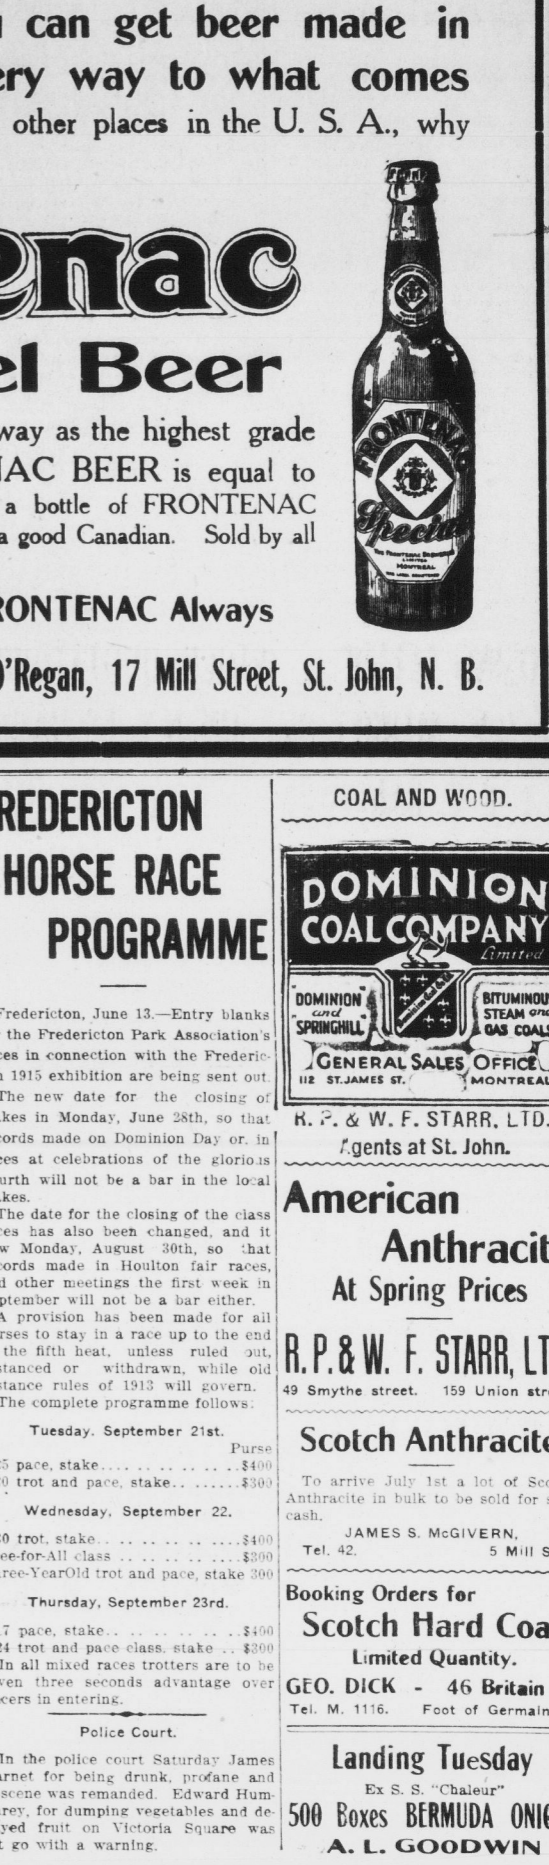 can get beer made in
ery way to what comes
other places in the U. S. A., why
enac
el Beer
way as the highest grade
NAC BEER is equal to
a bottle of FRONTENAC
a good Canadian. Sold by all
RONTENAC Always
O'Regan, 17 Mill Street, St. John, N. B.
FRONTENAC
Special
THE FRONTENAC BREWERIES
LIMITED
MONTREAL
REDERICTON
HORSE RACE
PROGRAMME
Fredericton, June 13.—Entry blanks
the Fredericton Park Association's
ces in connection with the Frederic-
n 1915 exhibition are being sent out.
The new date for the closing of
kes in Monday, June 28th, so that
ords made on Dominion Day or in
ces at celebrations of the glorious
urth will not be a bar in the local
kes.
The date for the closing of the class
ces has also been changed, and it
w Monday, August 30th, so that
ords made in Houlton fair races,
d other meetings the first week in
ptember will not be a bar either.
A provision has been made for all
rses to stay in a race up to the end
the fifth heat, unless ruled out,
stanced or withdrawn, while old
stance rules of 1913 will govern.
The complete programme follows:
Tuesday. September 21st.
Purse
5 pace, stake.... $400
0 trot and pace, stake.. $300
Wednesday, September 22.
0 trot, stake.. $400
ee-for-All class .. $300
ree-YearOld trot and pace, stake 300
Thursday, September 23rd.
7 pace, stake.. $400
4 trot and pace class, stake .. $300
In all mixed races trotters are to be
ven three seconds advantage over
cers in entering.
Police Court.
In the police court Saturday James
arnet for being drunk, profane and
scene was remanded. Edward Hum-
rey, for dumping vegetables and de-
yed fruit on Victoria Square was
t go with a warning.
COAL AND WOOD.
DOMINION
COAL COMPANY
Limited
"DOMINION"
and
SPRINGHILL
BITUMINOU
STEAM and
GAS COALS
GENERAL SALES OFFICE
112 ST. JAMES ST. MONTREAL
R. P. & W. F. STARR, LTD.
Agents at St. John.
American
Anthracit
At Spring Prices
R. P. & W. F. STARR, LT
49 Smythe street. 159 Union str
Scotch Anthracite
To arrive July 1st a lot of Sco
Anthracite in bulk to be sold for
cash.
JAMES S. McGIVERN,
Tel. 42. 5 Mill S
Booking Orders for
Scotch Hard Coa
Limited Quantity.
GEO. DICK - 46 Britain
Tel. M. 1116. Foot of Germain
Landing Tuesday
Ex S. S. "Chaleur"
500 Boxes BERMUDA ONIO
A. L. GOODWIN